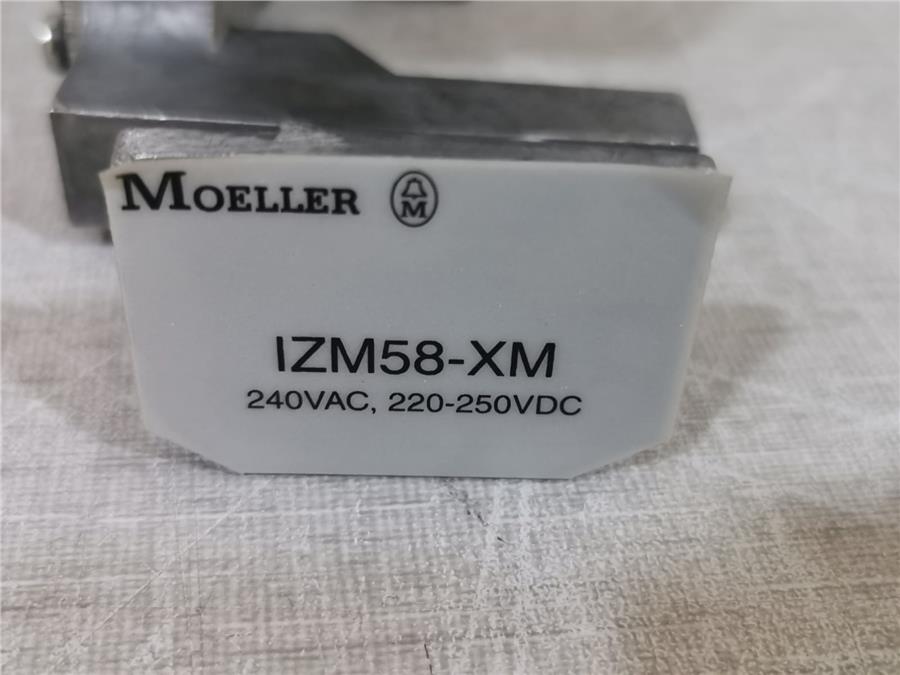 MOELLER M
IZM58-XM
240VAC, 220-250VDC